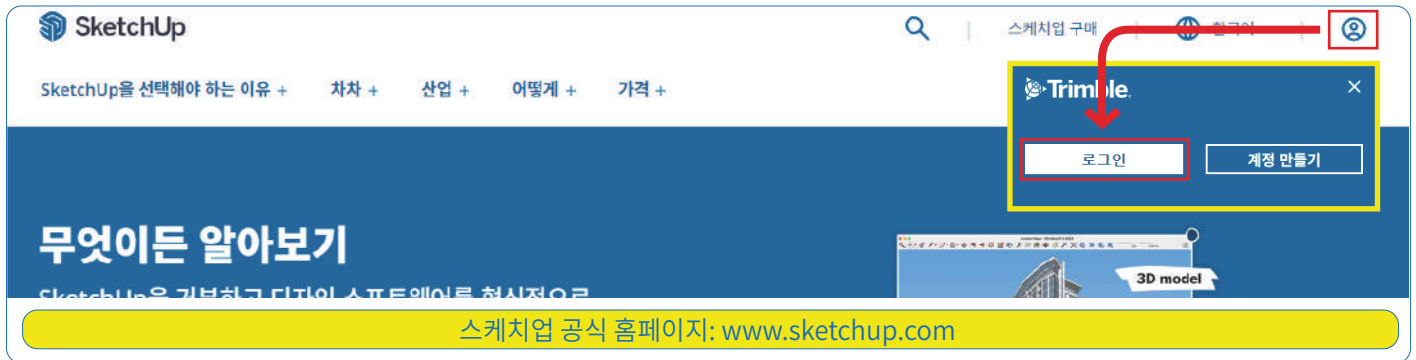 SketchUp
스케치업 구매
SketchUp을 선택해야 하는 이유 + 차차 + 산업 + 어떻게 + 가격 +
Trimble
로그인 계정 만들기
무엇이든 알아보기
3D model
스케치업 공식 홈페이지: www.sketchup.com